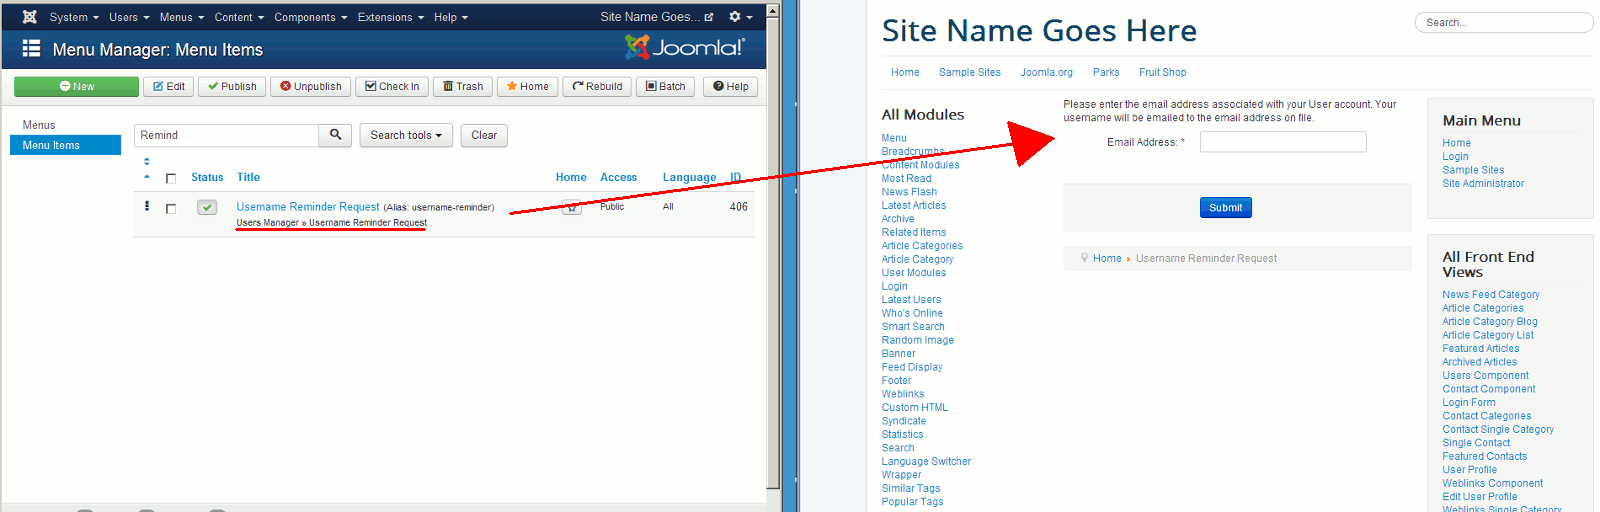 System Users Menus Content Components Extensions Help Site Name Goes...
Menu Manager: Menu Items
Joomla!
New Edit Publish Unpublish Check In Trash Home Rebuild Batch Help
Menus
Menu Items
Remind Search tools Clear
Status Title Home Access Language ID
Username Reminder Request (Alias: username-reminder) Public All 406
Users Manager » Username Reminder Request
Site Name Goes Here
Search...
Home Sample Sites Joomla.org Parks Fruit Shop
All Modules
Menu
Breadcrumbs
Content Modules
Most Read
News Flash
Latest Articles
Archive
Related Items
Article Categories
Article Category
User Modules
Login
Latest Users
Who's Online
Smart Search
Random Image
Banner
Feed Display
Footer
Weblinks
Custom HTML
Syndicate
Statistics
Search
Language Switcher
Wrapper
Similar Tags
Popular Tags
Please enter the email address associated with your User account. Your
username will be emailed to the email address on file.
Email Address: *
Submit
Home Username Reminder Request
Main Menu
Home
Login
Sample Sites
Site Administrator
All Front End
Views
News Feed Category
Article Categories
Article Category Blog
Article Category List
Featured Articles
Archived Articles
Users Component
Contact Component
Login Form
Contact Categories
Contact Single Category
Single Contact
Featured Contacts
User Profile
Weblinks Component
Edit User Profile
Weblinks Single Category